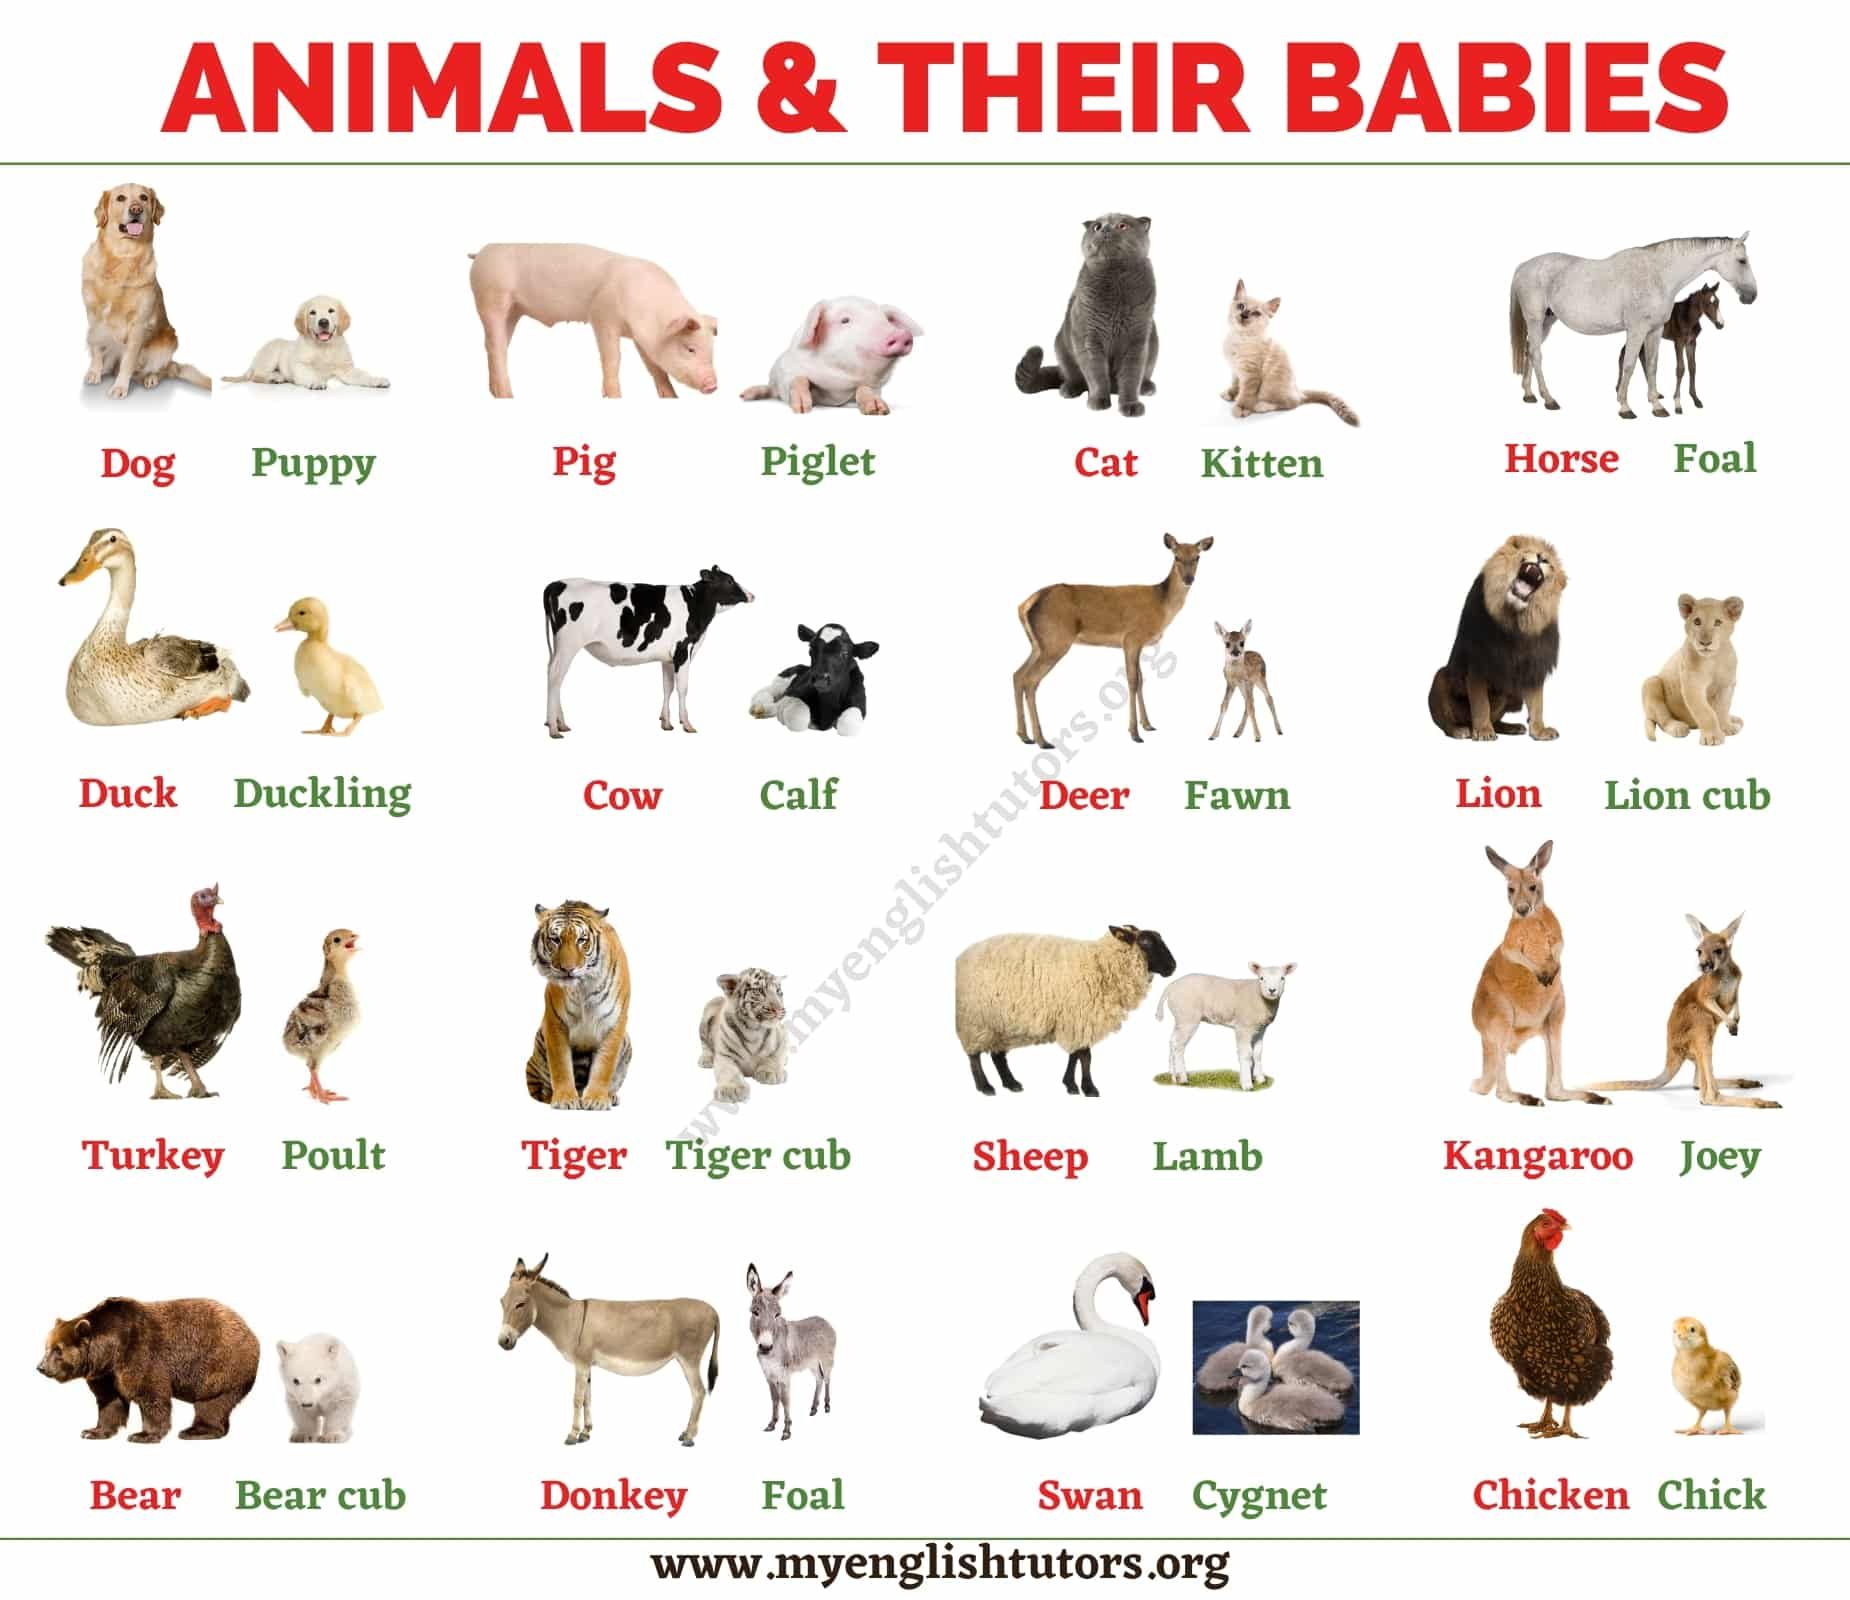 ANIMALS & THEIR BABIES
Dog Puppy Pig Piglet Cat Kitten Horse Foal
Duck Duckling Cow Calf Deer Fawn Lion Lion cub
Turkey Poult Tiger Tiger cub Sheep Lamb Kangaroo Joey
Bear Bear cub Donkey Foal Swan Cygnet Chicken Chick
www.myenglishtutors.org
www.myenglishtutors.org